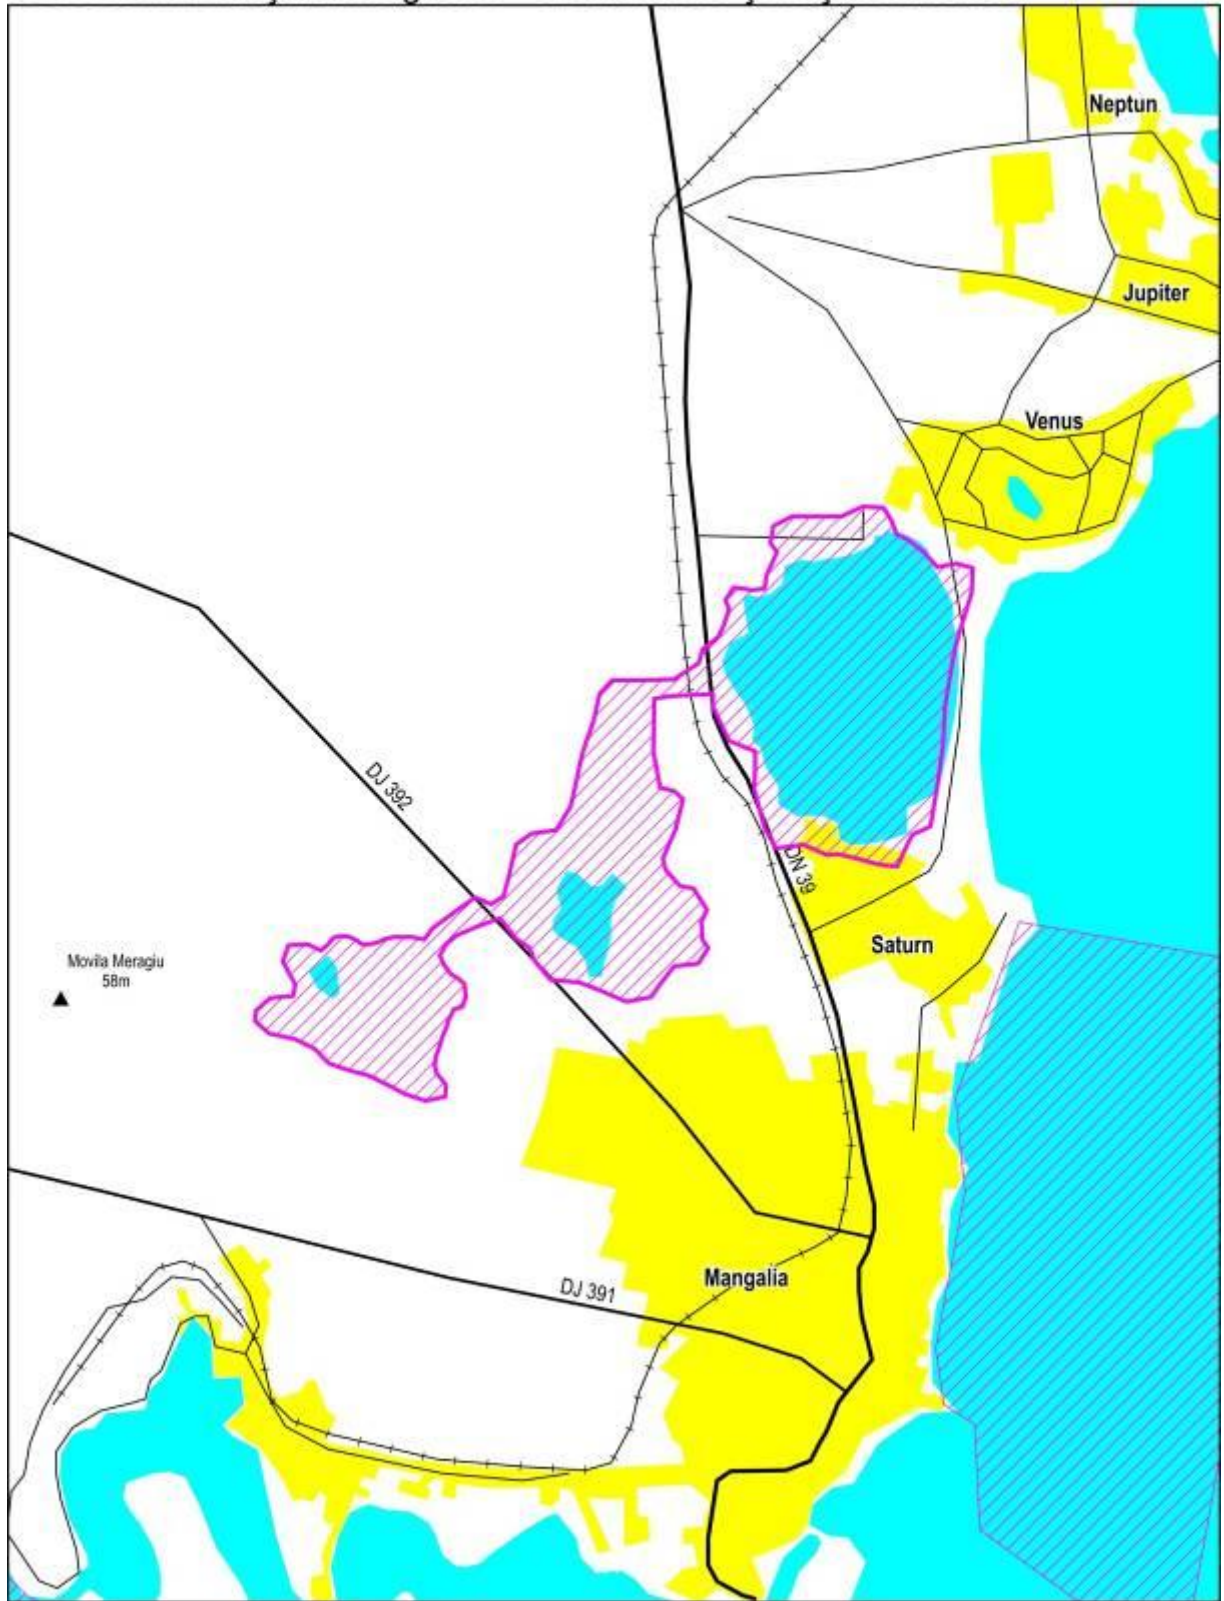 Neptun
Jupiter
Venus
DJ 392
DN 39
Saturn
Movila Meragiu
58m
Mangalia
DJ 391